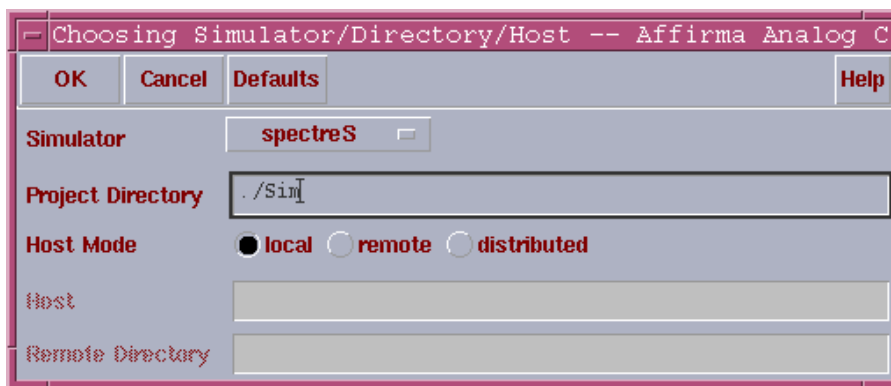 Choosing Simulator/Directory/Host -- Affirma Analog C
OK Cancel Defaults Help
Simulator spectreS
Project Directory ./Sim
Host Mode local remote distributed
Host
Remote Directory